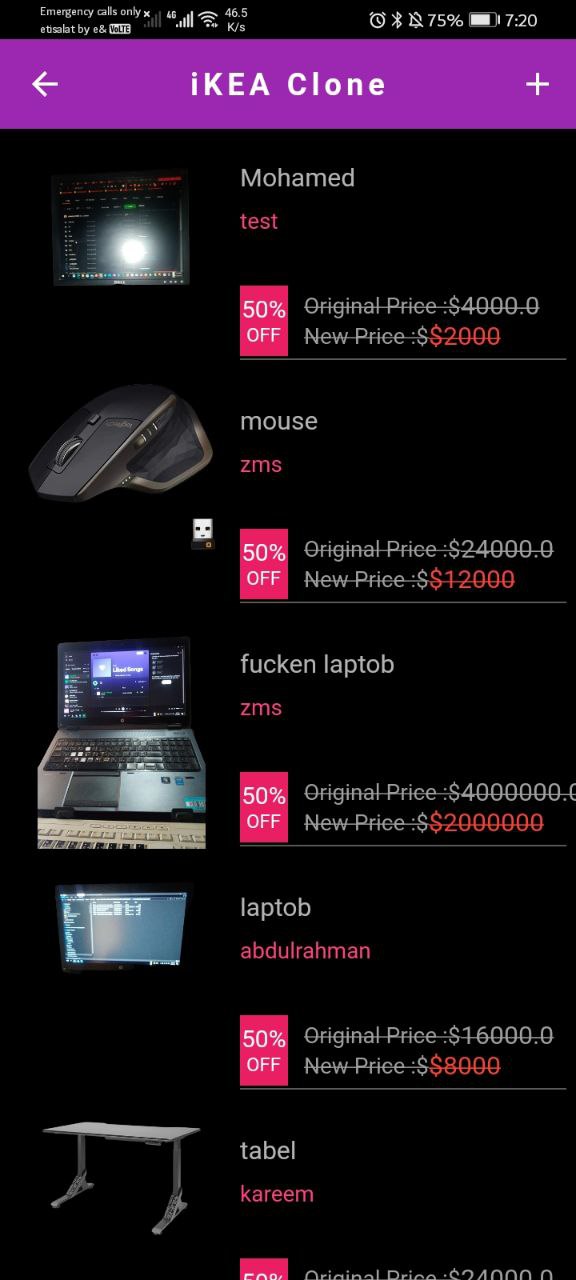 Emergency calls only 4G 46.5 75% 7:20
etisalat by e& VoLTE K/s
iKEA Clone
Mohamed
test
50% OFF
Original Price :$4000.0
New Price :$$2000
mouse
zms
50% OFF
Original Price :$24000.0
New Price :$$12000
Liked Songs
fucken laptob
zms
50% OFF
Original Price :$4000000.0
New Price :$$2000000
laptob
abdulrahman
50% OFF
Original Price :$16000.0
New Price :$$8000
tabel
kareem
50%
Original Price :$24000.0